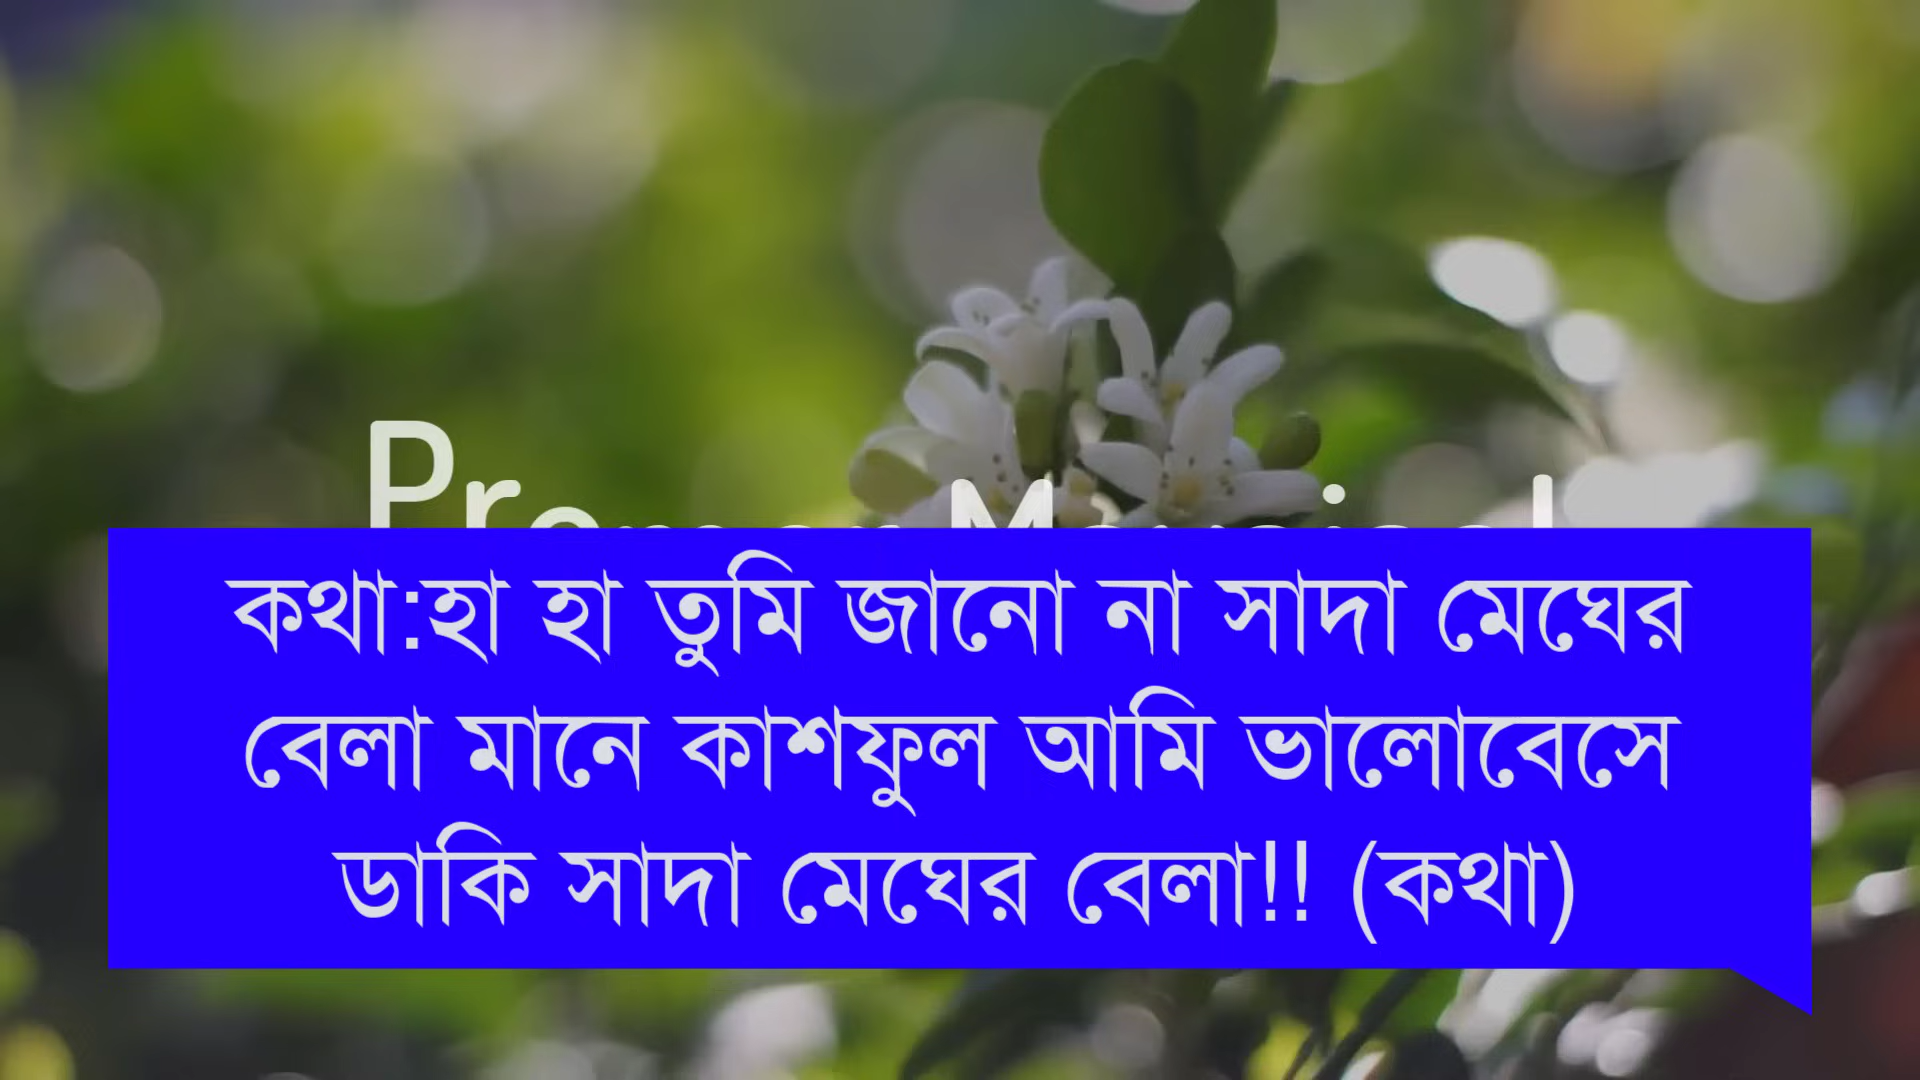 কথা:হা হা তুমি জানো না সাদা মেঘের
বেলা মানে কাশফুল আমি ভালোবেসে
ডাকি সাদা মেঘের বেলা!! (কথা)